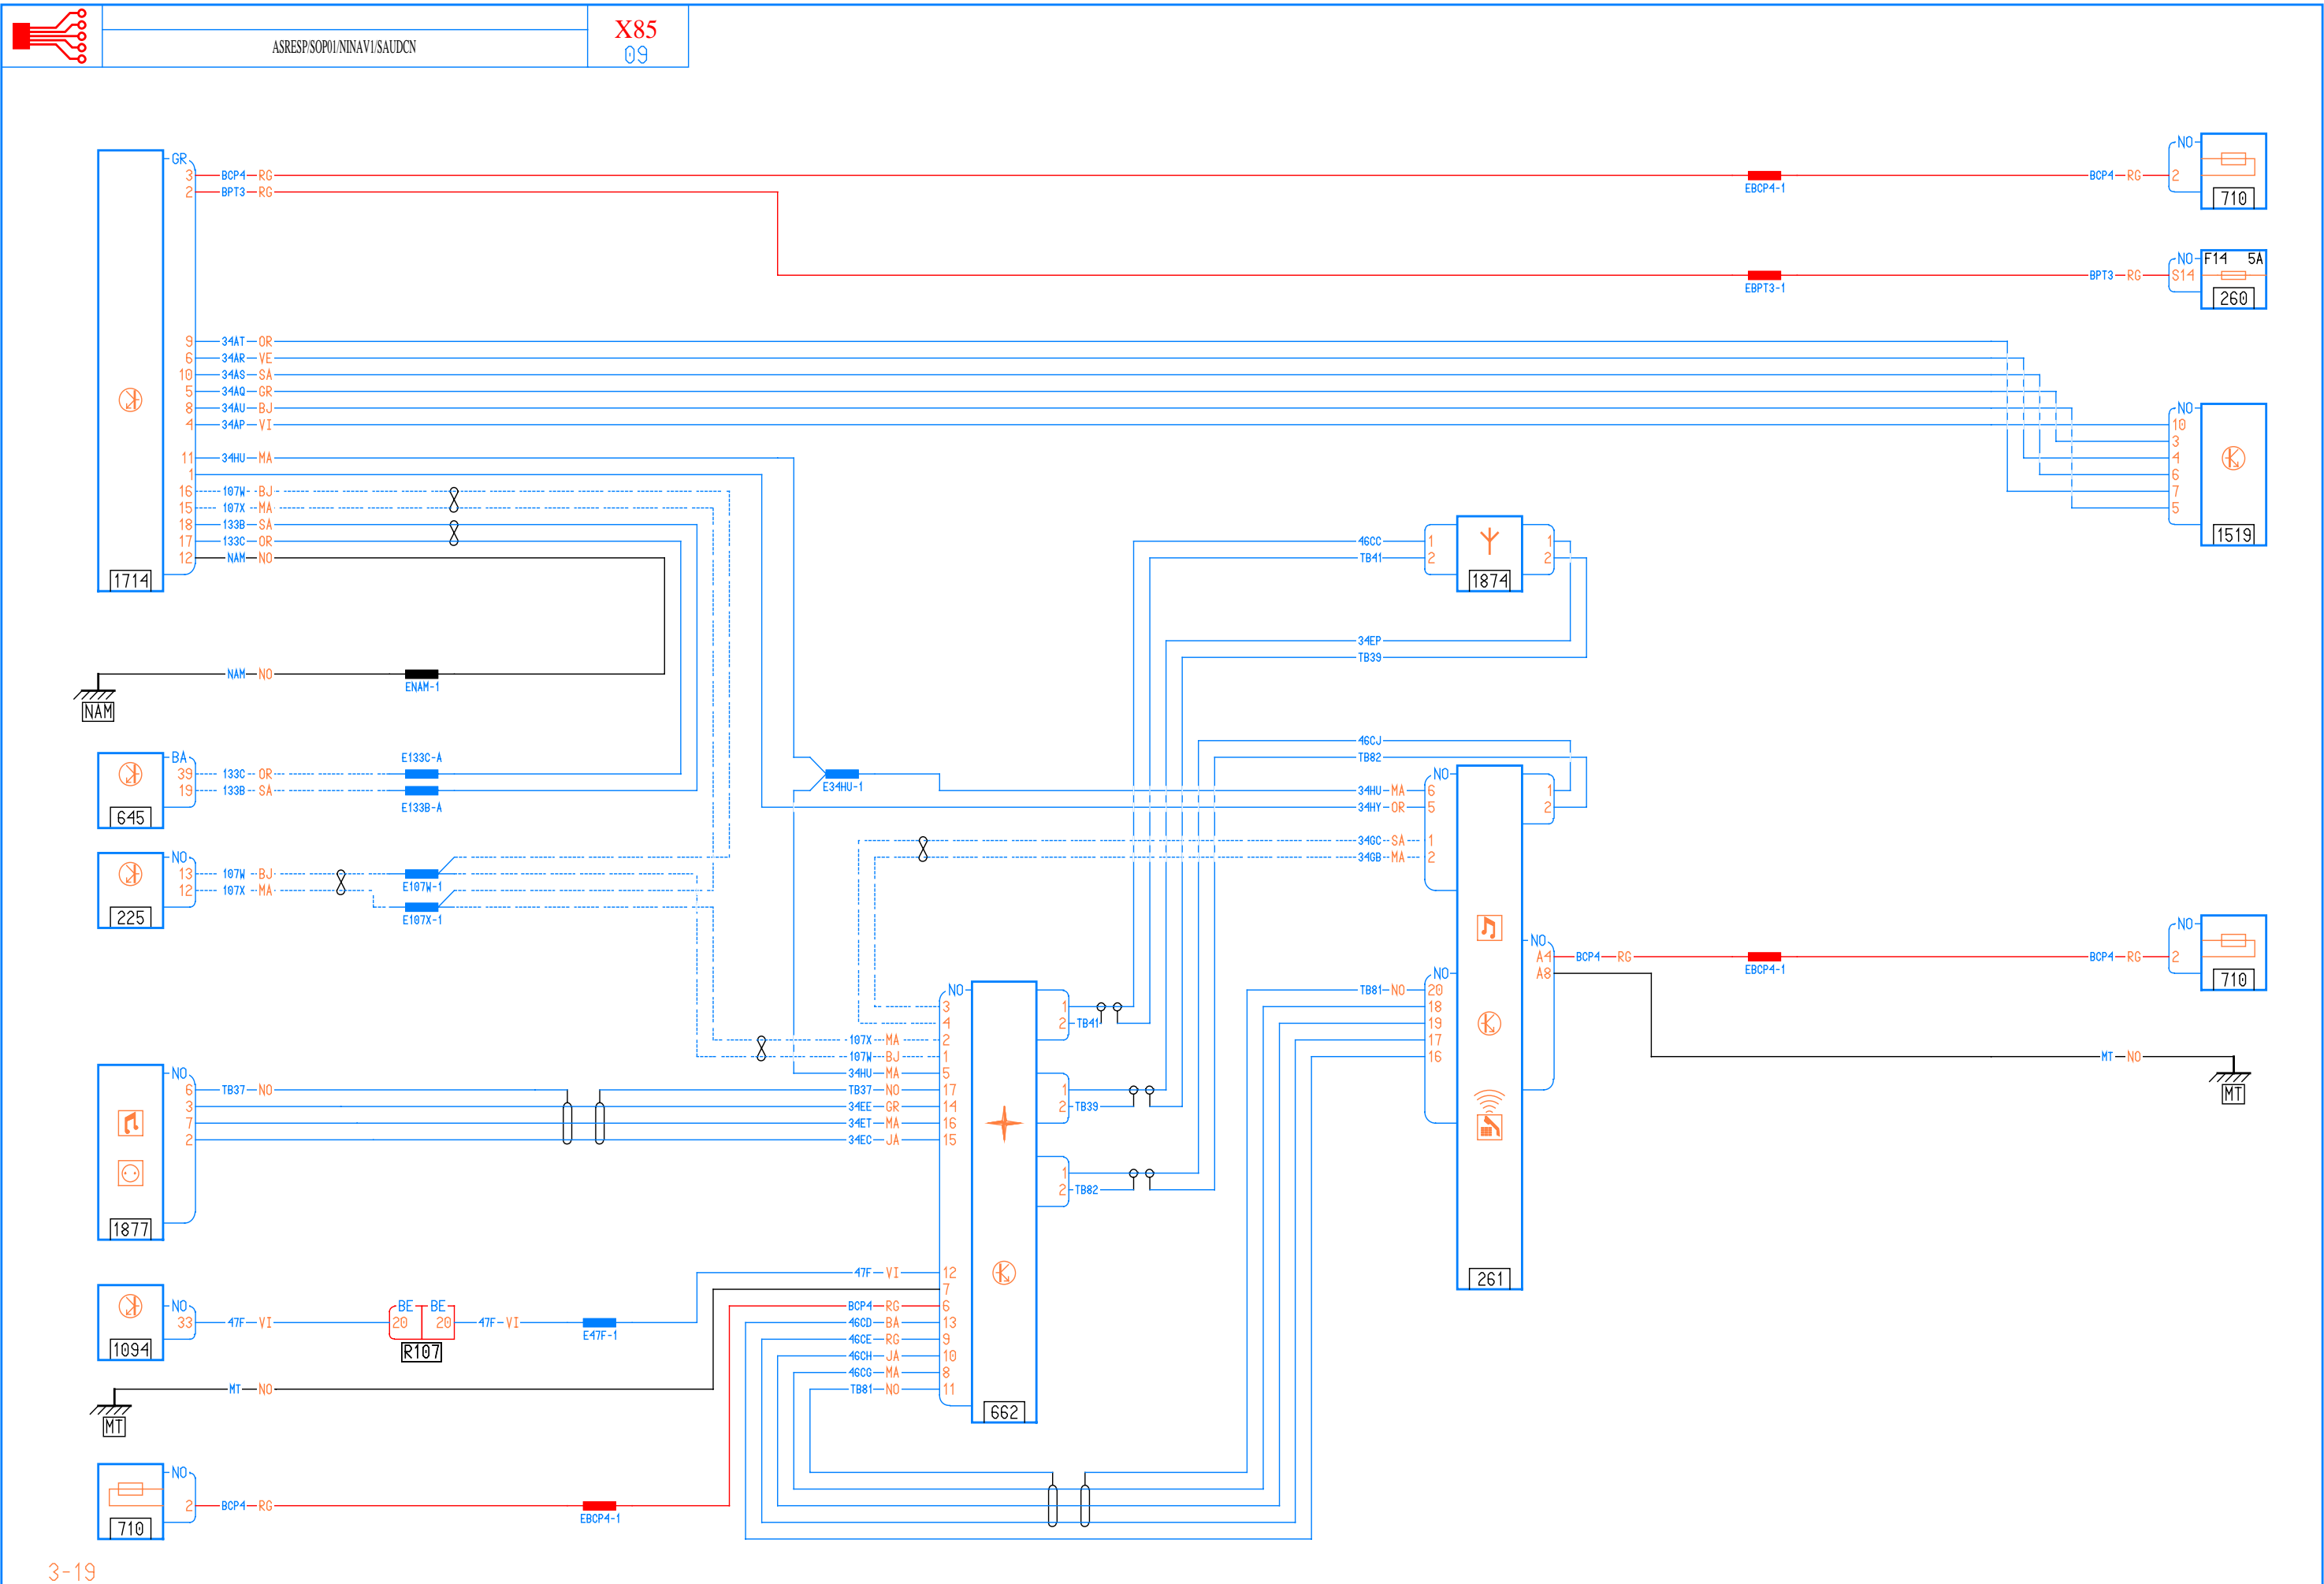 X85
ASRESP/SOP01/NINAV1/SAUDCN
09
GR
3 BCP4 RG
2 BPT3 RG
EBCP4-1
BCP4 RG 2
NO
710
EBPT3-1
BPT3 RG S14
NO F14 5A
260
9 34AT OR
6 34AR VE
10 34AS SA
5 34AQ GR
8 34AU BJ
4 34AP VI
11 34HU MA
1
16 107W BJ
15 107X MA
18 133B SA
17 133C OR
12 NAM NO
1714
NO
10
3
4
6
7
5
1519
46CC 1
TB41 2
1
2
1874
34EP
TB39
NAM NO
ENAM-1
NAM
BA
39 133C OR
19 133B SA
E133C-A
E133B-A
645
NO
13 107W BJ
12 107X MA
E107W-1
E107X-1
225
E34HU-1
46CJ
TB82
NO
34HU MA 6
34HY OR 5
34GC SA 1
34GB MA 2
1
2
NO
A4 BCP4 RG
A8
EBCP4-1
BCP4 RG 2
NO
710
MT NO
MT
NO
TB81 NO 20
18
19
17
16
261
NO
3
4
107X MA 2
107W BJ 1
34HU MA 5
TB37 NO 17
34EE GR 14
34ET MA 16
34EC JA 15
1
2 TB41
1
2 TB39
1
2 TB82
NO
6 TB37 NO
3
7
2
1877
47F VI 12
7
BCP4 RG 6
46CD BA 13
46CE RG 9
46CH JA 10
46CG MA 8
TB81 NO 11
662
NO
33 47F VI
1094
BE BE
20 20
R107
47F VI
E47F-1
MT NO
MT
NO
2 BCP4 RG
EBCP4-1
710
3-19